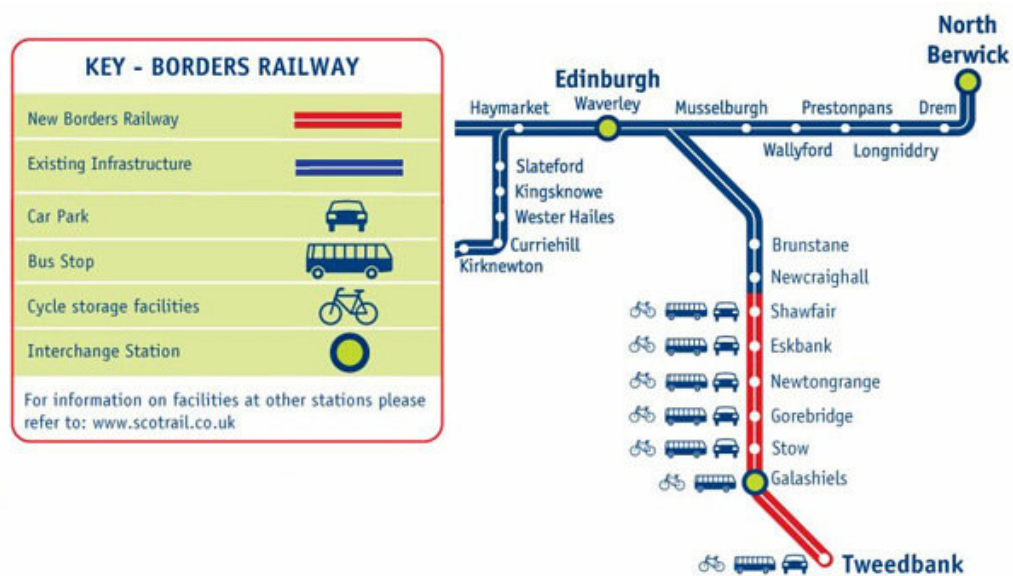 KEY - BORDERS RAILWAY
New Borders Railway
Existing Infrastructure
Car Park
Bus Stop
Cycle storage facilities
Interchange Station
For information on facilities at other stations please
refer to: www.scotrail.co.uk
North
Berwick
Edinburgh
Haymarket
Waverley
Musselburgh
Prestonpans
Drem
Wallyford
Longniddry
Slateford
Kingsknowe
Wester Hailes
Curriehill
Kirknewton
Brunstane
Newcraighall
Shawfair
Eskbank
Newtongrange
Gorebridge
Stow
Galashiels
Tweedbank